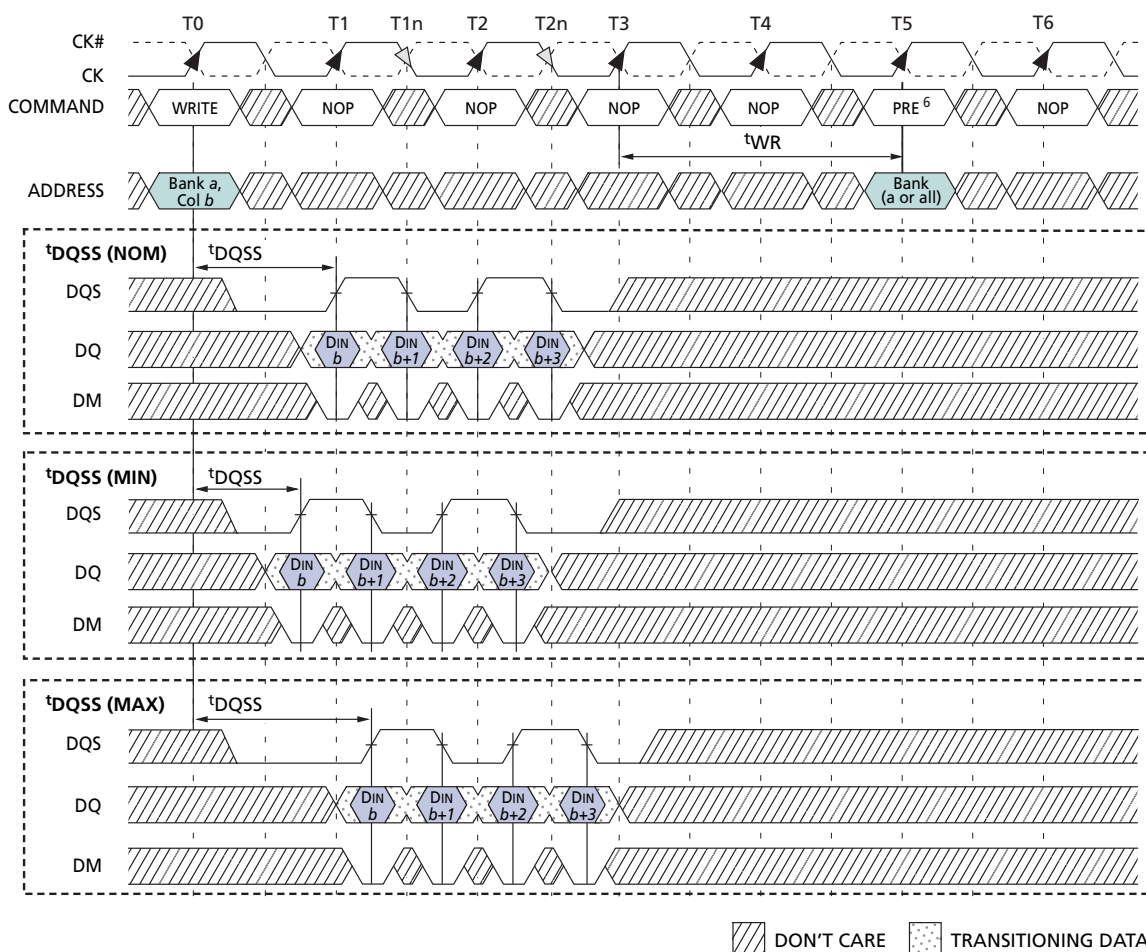 T0 T1 T1n T2 T2n T3 T4 T5 T6
CK#
CK
COMMAND WRITE NOP NOP NOP NOP PRE 6 NOP
tWR
ADDRESS Bank a, Col b Bank (a or all)
tDQSS (NOM) tDQSS
DQS
DQ DIN b DIN b+1 DIN b+2 DIN b+3
DM
tDQSS (MIN) tDQSS
DQS
DQ DIN b DIN b+1 DIN b+2 DIN b+3
DM
tDQSS (MAX) tDQSS
DQS
DQ DIN b DIN b+1 DIN b+2 DIN b+3
DM
DON'T CARE TRANSITIONING DATA